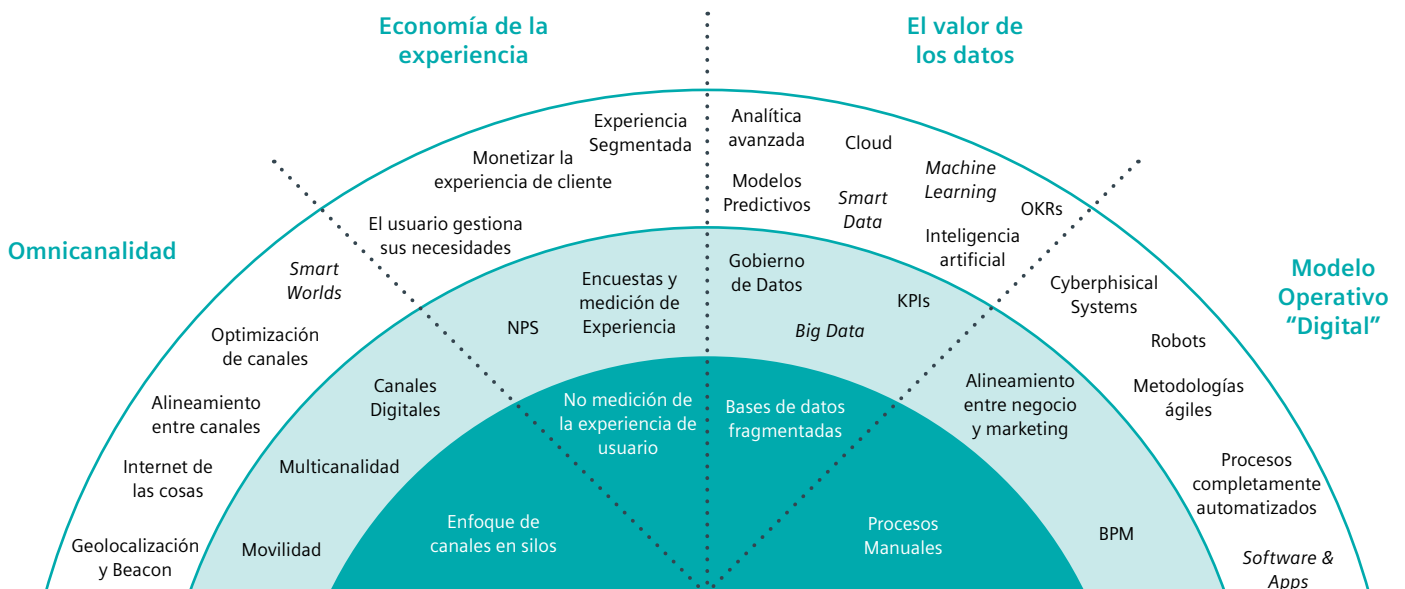 Economía de la
experiencia
El valor de
los datos
Omnicanalidad
Modelo
Operativo
“Digital”
Experiencia
Segmentada
Monetizar la
experiencia de cliente
El usuario gestiona
sus necesidades
Analítica
avanzada
Cloud
Machine
Learning
Modelos
Predictivos
Smart
Data
OKRs
Inteligencia
artificial
Smart
Worlds
Optimización
de canales
Alineamiento
entre canales
Internet de
las cosas
Geolocalización
y Beacon
Cyberphisical
Systems
Robots
Metodologías
ágiles
Procesos
completamente
automatizados
Software &
Apps
Encuestas y
medición de
Experiencia
NPS
Gobierno
de Datos
KPIs
Big Data
Canales
Digitales
Multicanalidad
Movilidad
Alineamiento
entre negocio
y marketing
BPM
No medición de
la experiencia de
usuario
Bases de datos
fragmentadas
Enfoque de
canales en silos
Procesos
Manuales